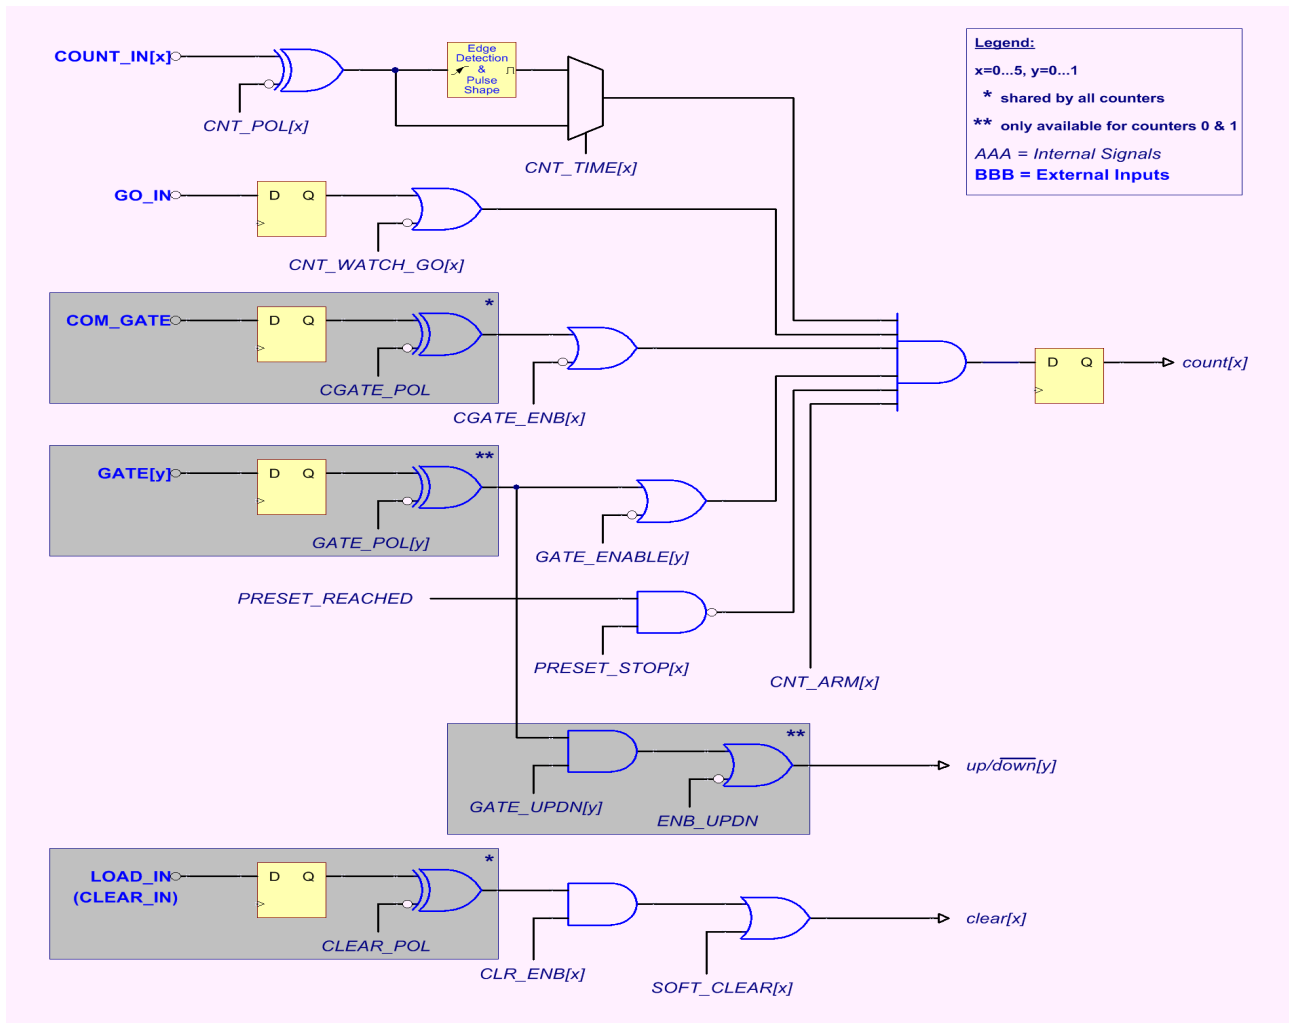 COUNT_IN[x]
CNT_POL[x]
Edge
Detection
&
Pulse
Shape
CNT_TIME[x]
Legend:
x=0...5, y=0...1
* shared by all counters
** only available for counters 0 & 1
AAA = Internal Signals
BBB = External Inputs
GO_IN
D Q
CNT_WATCH_GO[x]
*
COM_GATE
D Q
CGATE_POL
CGATE_ENB[x]
D Q
count[x]
**
GATE[y]
D Q
GATE_POL[y]
GATE_ENABLE[y]
PRESET_REACHED
PRESET_STOP[x]
CNT_ARM[x]
**
GATE_UPDN[y]
ENB_UPDN
up/down[y]
*
LOAD_IN
(CLEAR_IN)
D Q
CLEAR_POL
CLR_ENB[x]
SOFT_CLEAR[x]
clear[x]